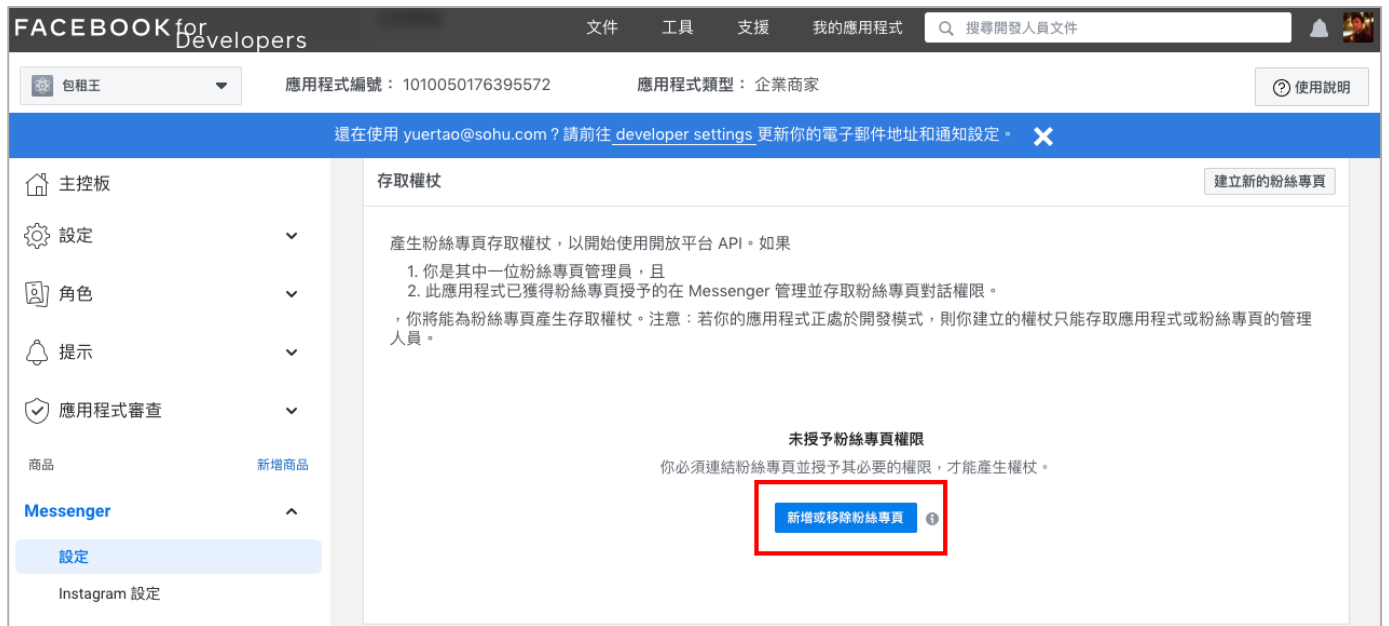 FACEBOOK for Developers
文件 工具 支援 我的應用程式 搜尋開發人員文件
包租王 應用程式編號： 1010050176395572 應用程式類型： 企業商家 使用說明
還在使用 yuertao@sohu.com？請前往 developer settings 更新你的電子郵件地址和通知設定。
主控板
設定
角色
提示
應用程式審查
商品 新增商品
Messenger
設定
Instagram 設定
存取權杖 建立新的粉絲專頁
產生粉絲專頁存取權杖，以開始使用開放平台 API。如果
1. 你是其中一位粉絲專頁管理員，且
2. 此應用程式已獲得粉絲專頁授予的在 Messenger 管理並存取粉絲專頁對話權限。
，你將能為粉絲專頁產生存取權杖。注意：若你的應用程式正處於開發模式，則你建立的權杖只能存取應用程式或粉絲專頁的管理
人員。
未授予粉絲專頁權限
你必須連結粉絲專頁並授予其必要的權限，才能產生權杖。
新增或移除粉絲專頁